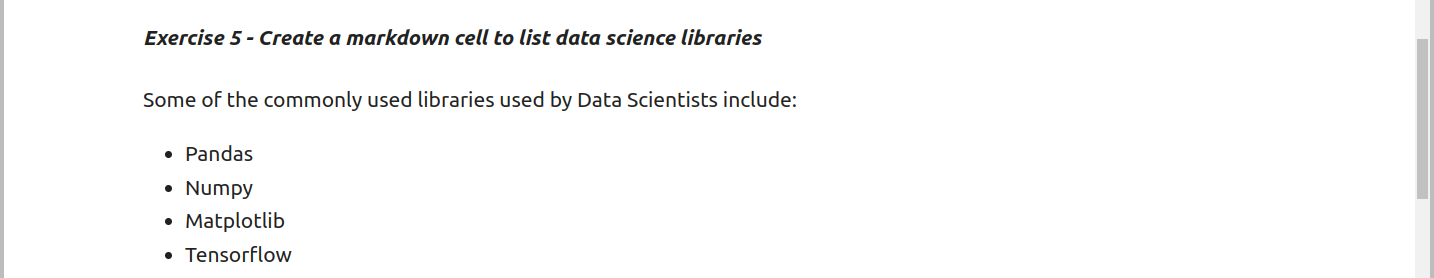 Exercise 5 - Create a markdown cell to list data science libraries
Some of the commonly used libraries used by Data Scientists include:
• Pandas
• Numpy
• Matplotlib
• Tensorflow